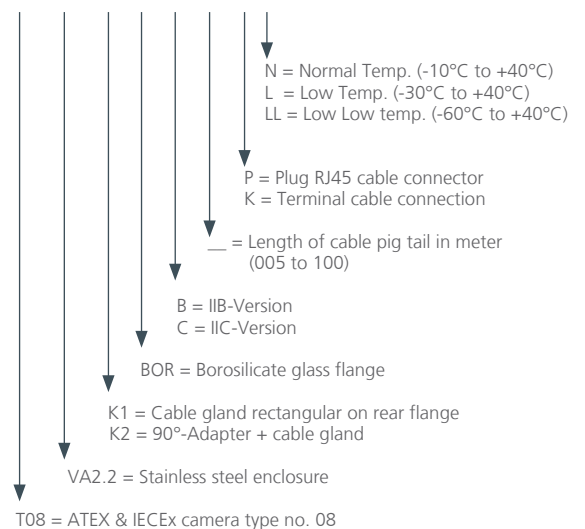 N = Normal Temp. (-10°C to +40°C)
L = Low Temp. (-30°C to +40°C)
LL = Low Low temp. (-60°C to +40°C)
P = Plug RJ45 cable connector
K = Terminal cable connection
__ = Length of cable pig tail in meter
(005 to 100)
B = IIB-Version
C = IIC-Version
BOR = Borosilicate glass flange
K1 = Cable gland rectangular on rear flange
K2 = 90°-Adapter + cable gland
VA2.2 = Stainless steel enclosure
T08 = ATEX & IECEx camera type no. 08